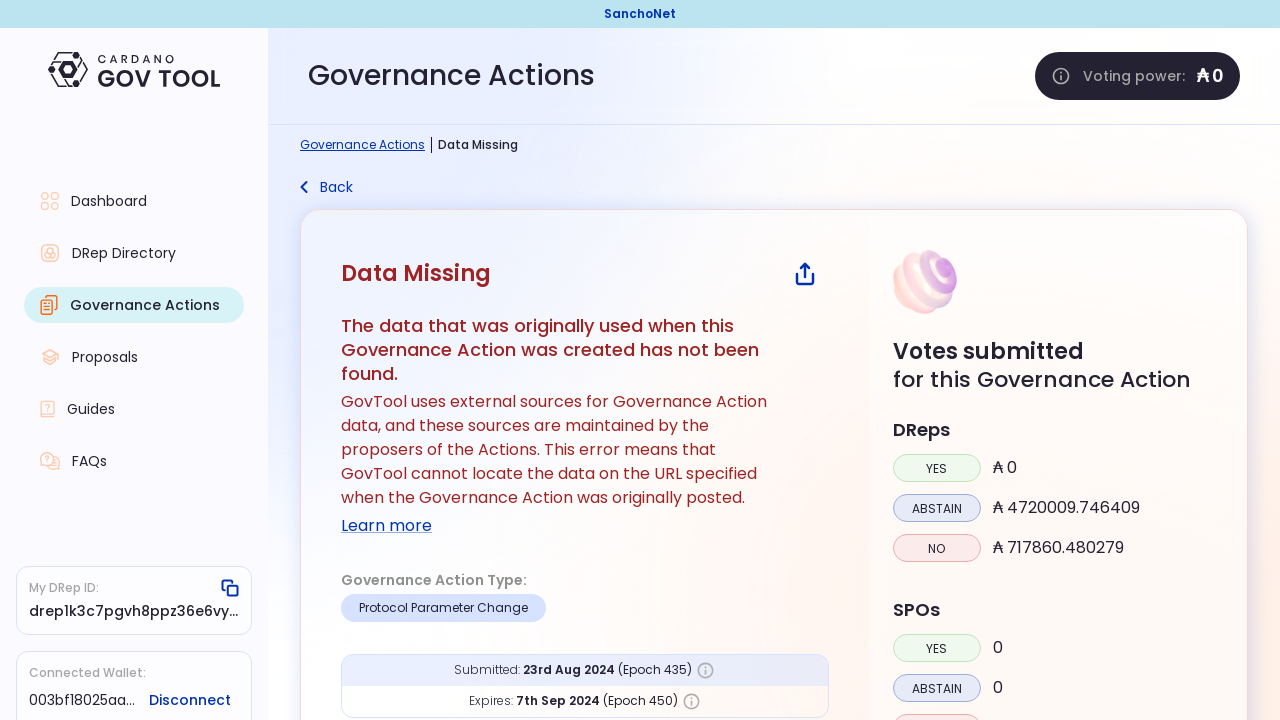 SanchoNet
CARDANO
GOV TOOL
Governance Actions
Voting power: ₳ 0
Governance Actions | Data Missing
Back
Dashboard
DRep Directory
Governance Actions
Proposals
Guides
FAQs
My DRep ID:
drep1k3c7pgvh8ppz36e6vy...
Connected Wallet:
003bf18025aa... Disconnect
Data Missing
The data that was originally used when this
Governance Action was created has not been
found.
GovTool uses external sources for Governance Action
data, and these sources are maintained by the
proposers of the Actions. This error means that
GovTool cannot locate the data on the URL specified
when the Governance Action was originally posted.
Learn more
Governance Action Type:
Protocol Parameter Change
Submitted: 23rd Aug 2024 (Epoch 435)
Expires: 7th Sep 2024 (Epoch 450)
Votes submitted
for this Governance Action
DReps
YES ₳ 0
ABSTAIN ₳ 4720009.746409
NO ₳ 717860.480279
SPOs
YES 0
ABSTAIN 0